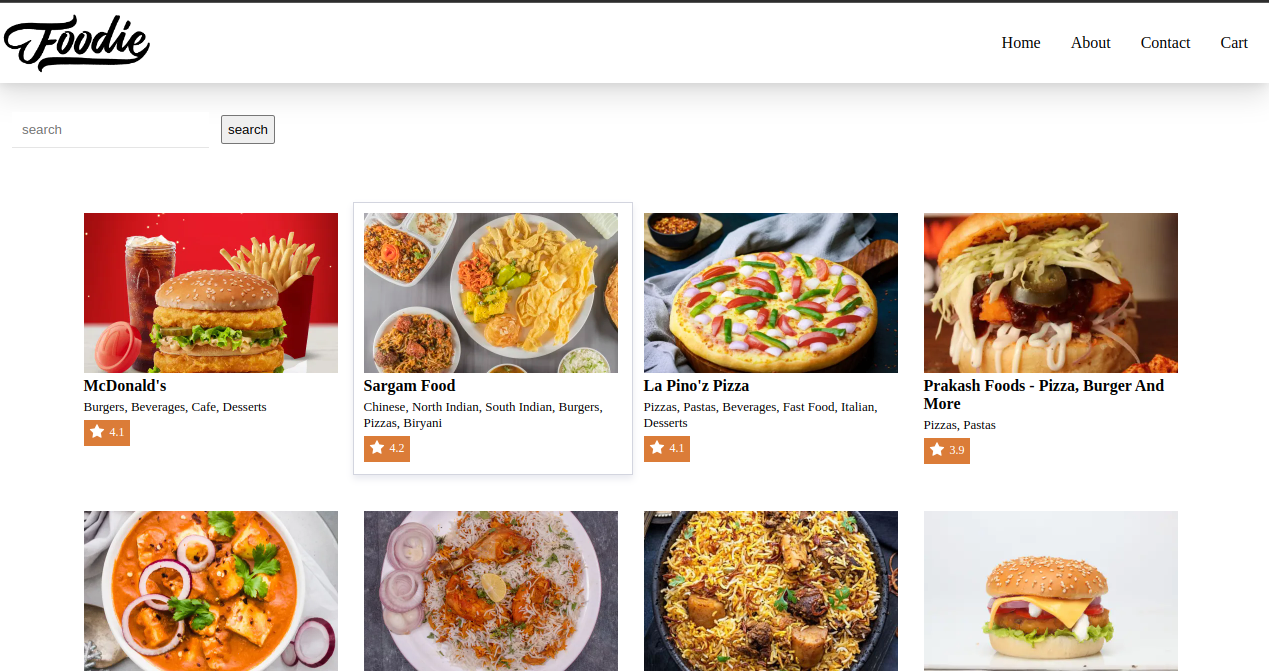 Foodie
Home About Contact Cart
search search
McDonald's
Burgers, Beverages, Cafe, Desserts
4.1
Sargam Food
Chinese, North Indian, South Indian, Burgers,
Pizzas, Biryani
4.2
La Pino'z Pizza
Pizzas, Pastas, Beverages, Fast Food, Italian,
Desserts
4.1
Prakash Foods - Pizza, Burger And
More
Pizzas, Pastas
3.9